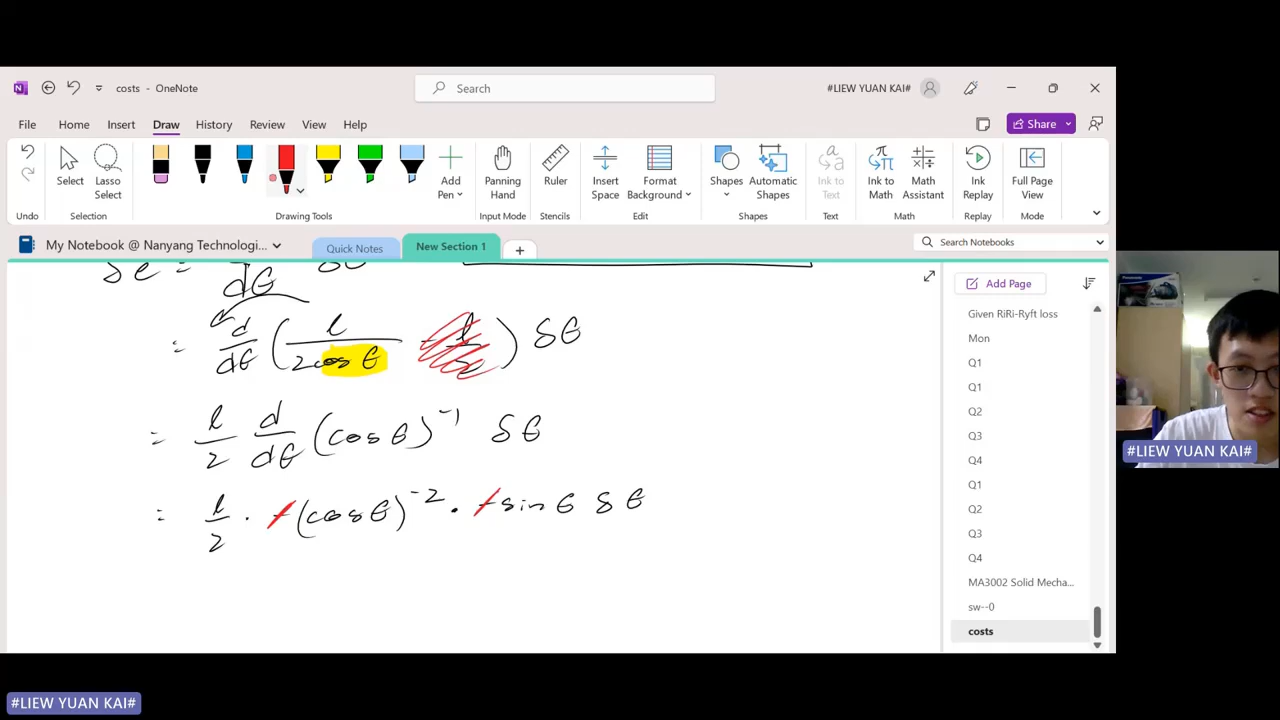 costs - OneNote
Search
#LIEW YUAN KAI#
File Home Insert Draw History Review View Help
Share
Undo
Select
Lasso Select
Selection
Drawing Tools
Add Pen
Panning Hand
Input Mode
Ruler
Stencils
Insert Space
Format Background
Edit
Shapes
Automatic Shapes
Shapes
Ink to Text
Text
Ink to Math
Math Assistant
Math
Ink Replay
Replay
Full Page View
Mode
My Notebook @ Nanyang Technologi...
Quick Notes
New Section 1
Search Notebooks
Add Page
Given RiRi-Ryft loss
Mon
Q1
Q1
Q2
Q3
Q4
Q1
Q2
Q3
Q4
MA3002 Solid Mecha...
sw--0
costs
δe = /dθ δθ
= d/dθ (l/2cos θ - l/2) δθ
= l/2 d/dθ (cos θ)^-1 δθ
= l/2 · -(cos θ)^-2 · -sin θ δθ
#LIEW YUAN KAI#
#LIEW YUAN KAI#